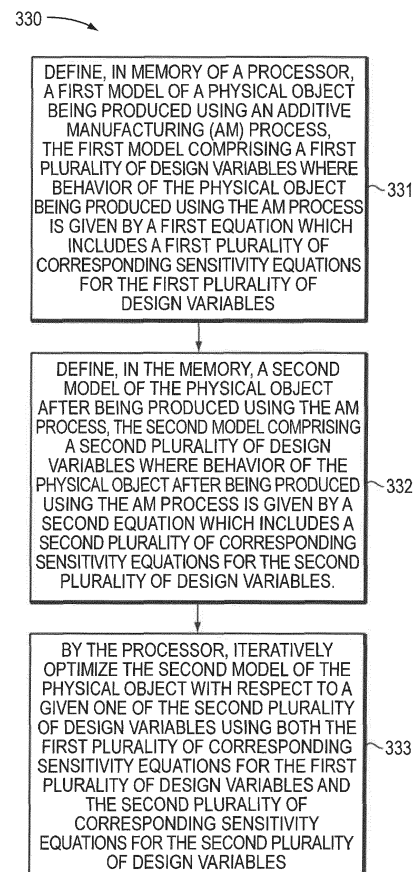 330
DEFINE, IN MEMORY OF A PROCESSOR,
A FIRST MODEL OF A PHYSICAL OBJECT
BEING PRODUCED USING AN ADDITIVE
MANUFACTURING (AM) PROCESS,
THE FIRST MODEL COMPRISING A FIRST
PLURALITY OF DESIGN VARIABLES WHERE
BEHAVIOR OF THE PHYSICAL OBJECT
BEING PRODUCED USING THE AM PROCESS
IS GIVEN BY A FIRST EQUATION WHICH
INCLUDES A FIRST PLURALITY OF
CORRESPONDING SENSITIVITY EQUATIONS
FOR THE FIRST PLURALITY OF
DESIGN VARIABLES
331
DEFINE, IN THE MEMORY, A SECOND
MODEL OF THE PHYSICAL OBJECT
AFTER BEING PRODUCED USING THE AM
PROCESS, THE SECOND MODEL COMPRISING
A SECOND PLURALITY OF DESIGN
VARIABLES WHERE BEHAVIOR OF THE
PHYSICAL OBJECT AFTER BEING PRODUCED
USING THE AM PROCESS IS GIVEN BY A
SECOND EQUATION WHICH INCLUDES A
SECOND PLURALITY OF CORRESPONDING
SENSITIVITY EQUATIONS FOR THE SECOND
PLURALITY OF DESIGN VARIABLES.
332
BY THE PROCESSOR, ITERATIVELY
OPTIMIZE THE SECOND MODEL OF THE
PHYSICAL OBJECT WITH RESPECT TO A
GIVEN ONE OF THE SECOND PLURALITY
OF DESIGN VARIABLES USING BOTH THE
FIRST PLURALITY OF CORRESPONDING
SENSITIVITY EQUATIONS FOR THE FIRST
PLURALITY OF DESIGN VARIABLES AND
THE SECOND PLURALITY OF
CORRESPONDING SENSITIVITY
EQUATIONS FOR THE SECOND PLURALITY
OF DESIGN VARIABLES
333